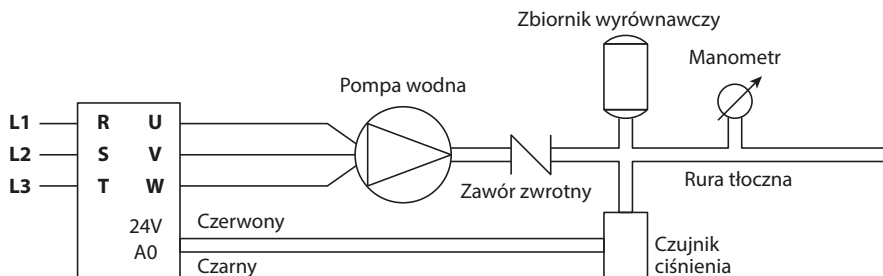 Zbiornik wyrównawczy
Manometr
Pompa wodna
L1 R U
L2 S V
L3 T W
Zawór zwrotny
Rura tłoczna
24V Czerwony
A0
Czarny
Czujnik
ciśnienia